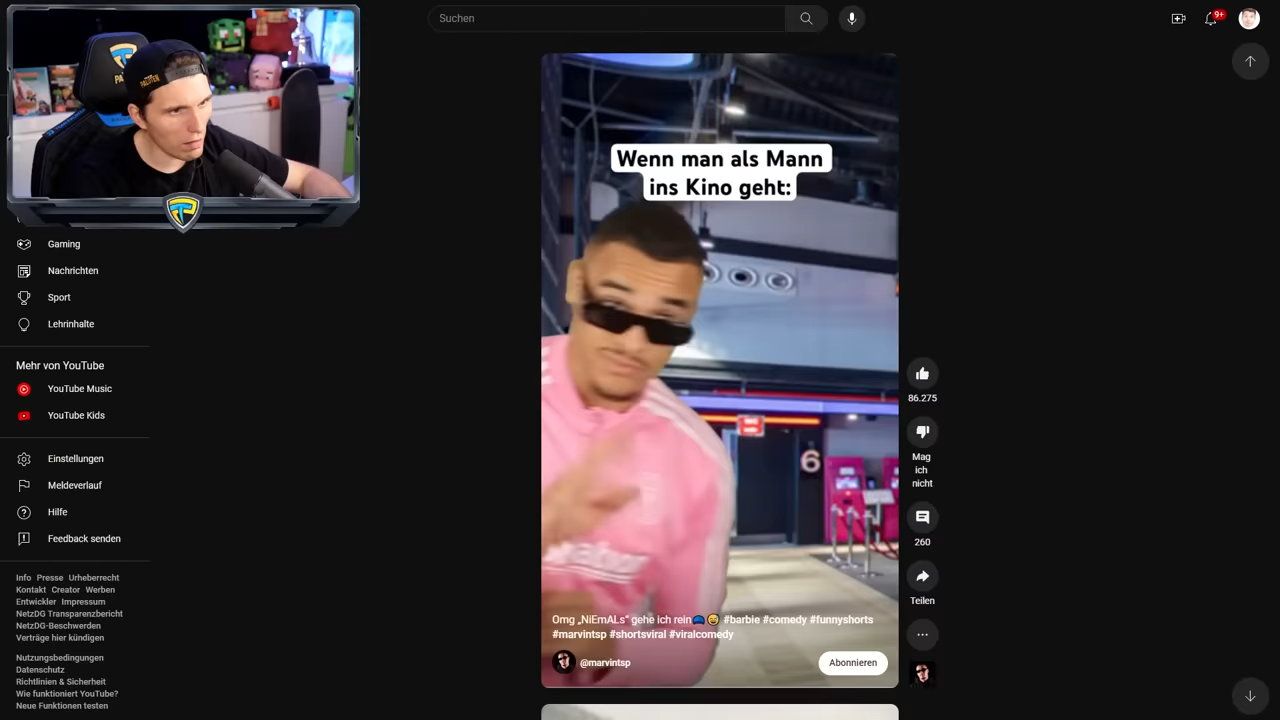 Suchen
9+
PALUTEN
Wenn man als Mann
ins Kino geht:
6
Gaming
Nachrichten
Sport
Lehrinhalte
Mehr von YouTube
YouTube Music
YouTube Kids
Einstellungen
Meldeverlauf
Hilfe
Feedback senden
Info Presse Urheberrecht
Kontakt Creator Werben
Entwickler Impressum
NetzDG Transparenzbericht
NetzDG-Beschwerden
Verträge hier kündigen
Nutzungsbedingungen
Datenschutz
Richtlinien & Sicherheit
Wie funktioniert YouTube?
Neue Funktionen testen
Omg „NiEmALs“ gehe ich rein🧢😅 #barbie #comedy #funnyshorts
#marvintsp #shortsviral #viralcomedy
@marvintsp
Abonnieren
86.275
Mag
ich
nicht
260
Teilen